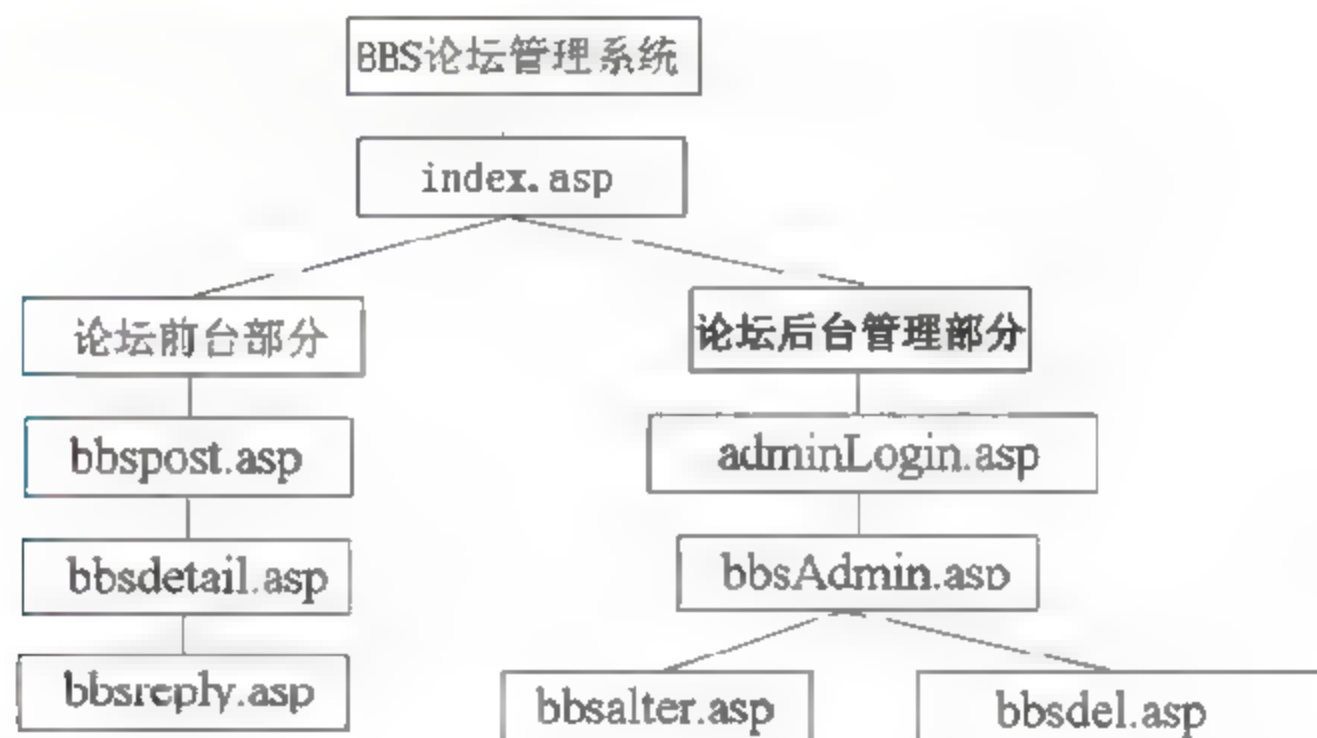 BBS论坛管理系统
index.asp
论坛前台部分
论坛后台管理部分
bbspost.asp
adminLogin.asp
bbsdetail.asp
bbsAdmin.asp
bbsreply.asp
bbsalter.asp
bbsdel.asp